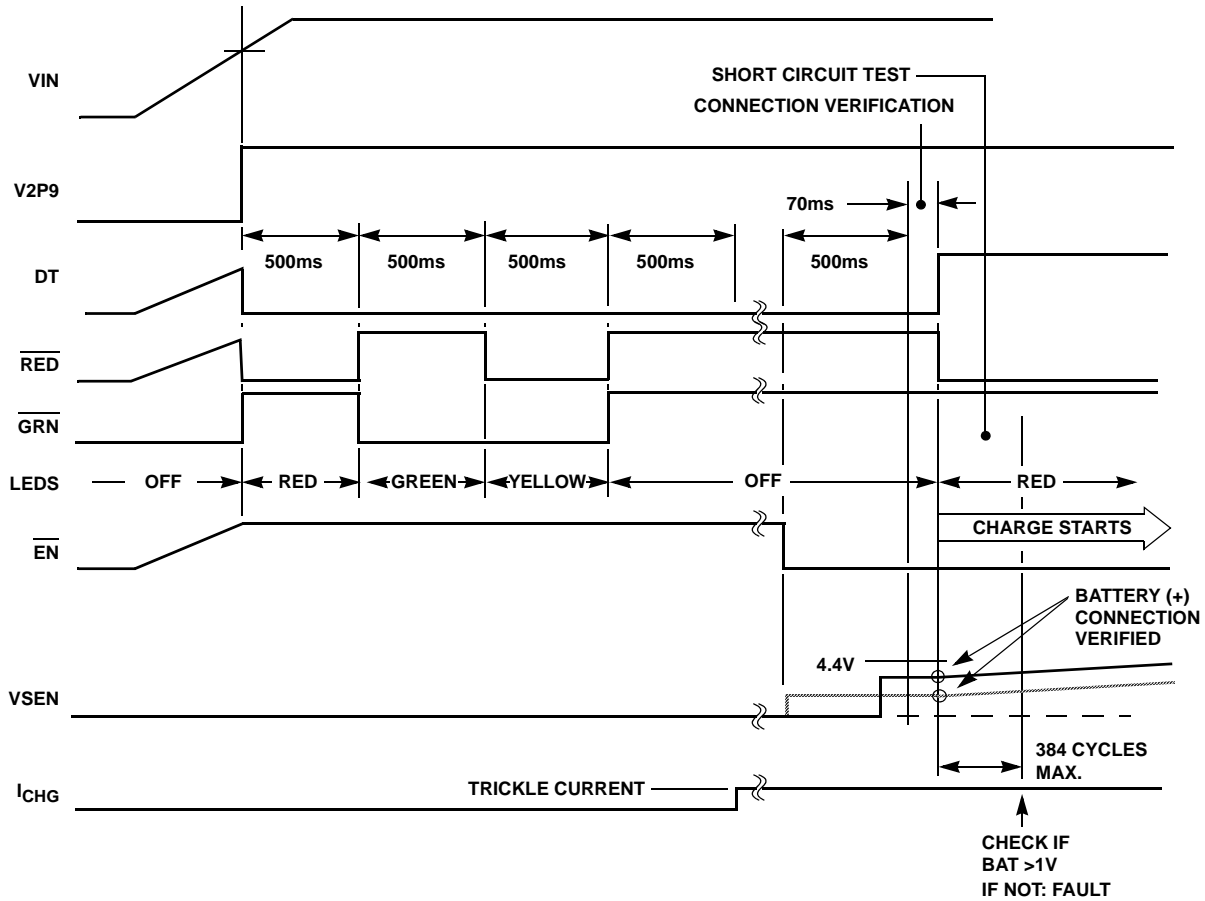 VIN
SHORT CIRCUIT TEST
CONNECTION VERIFICATION
V2P9
70ms
500ms 500ms 500ms 500ms 500ms
DT
RED
GRN
LEDS OFF RED GREEN YELLOW OFF RED
CHARGE STARTS
EN
BATTERY (+)
CONNECTION
VERIFIED
4.4V
VSEN
384 CYCLES
MAX.
ICHG
TRICKLE CURRENT
CHECK IF
BAT >1V
IF NOT: FAULT